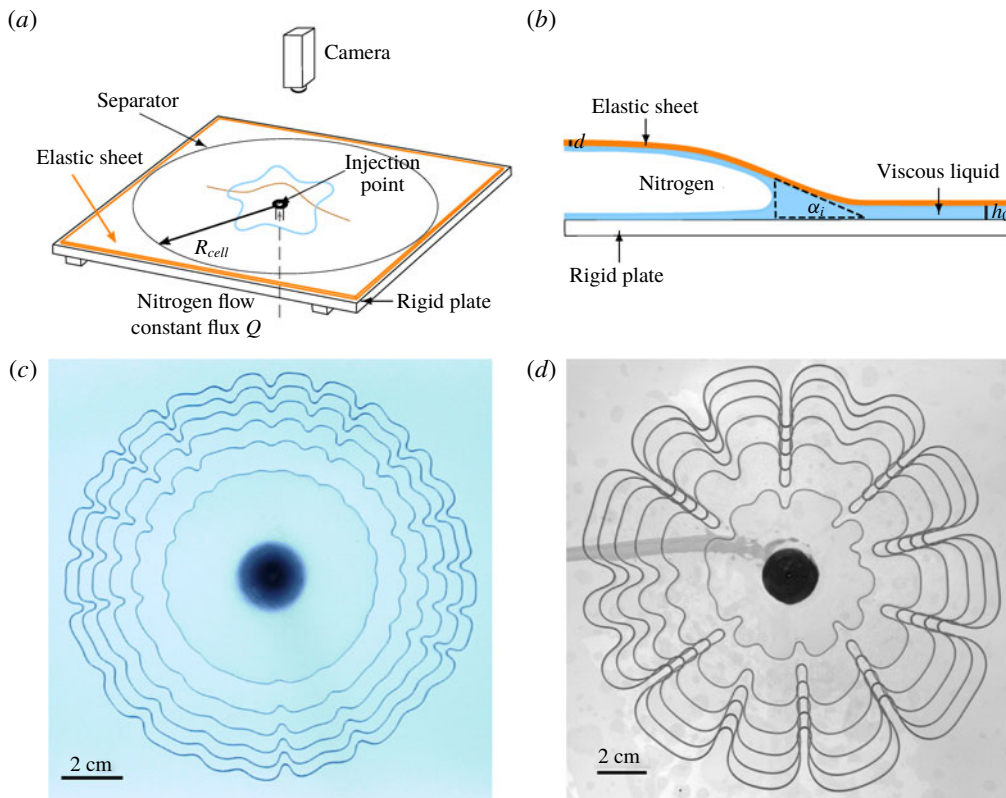 (a)
Camera
Separator
Elastic sheet
Injection
point
R_cell
Nitrogen flow
constant flux Q
Rigid plate
(b)
Elastic sheet
d
Nitrogen
Viscous liquid
α_i
h_0
Rigid plate
(c)
2 cm
(d)
2 cm